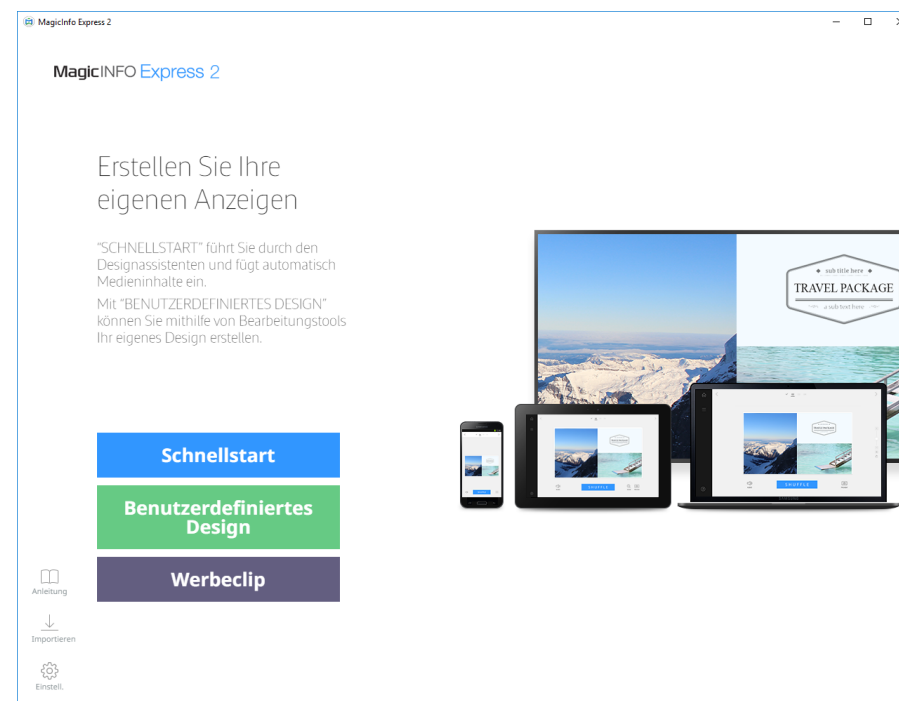 MagicInfo Express 2
MagicINFO Express 2
Erstellen Sie Ihre
eigenen Anzeigen
“SCHNELLSTART” führt Sie durch den
Designassistenten und fügt automatisch
Medieninhalte ein.
Mit “BENUTZERDEFINIERTES DESIGN”
können Sie mithilfe von Bearbeitungstools
Ihr eigenes Design erstellen.
sub title here
TRAVEL PACKAGE
a sub text here
Schnellstart
SHUFFLE
SHUFFLE
Benutzerdefiniertes
Design
Werbeclip
Anleitung
Importieren
Einstell.